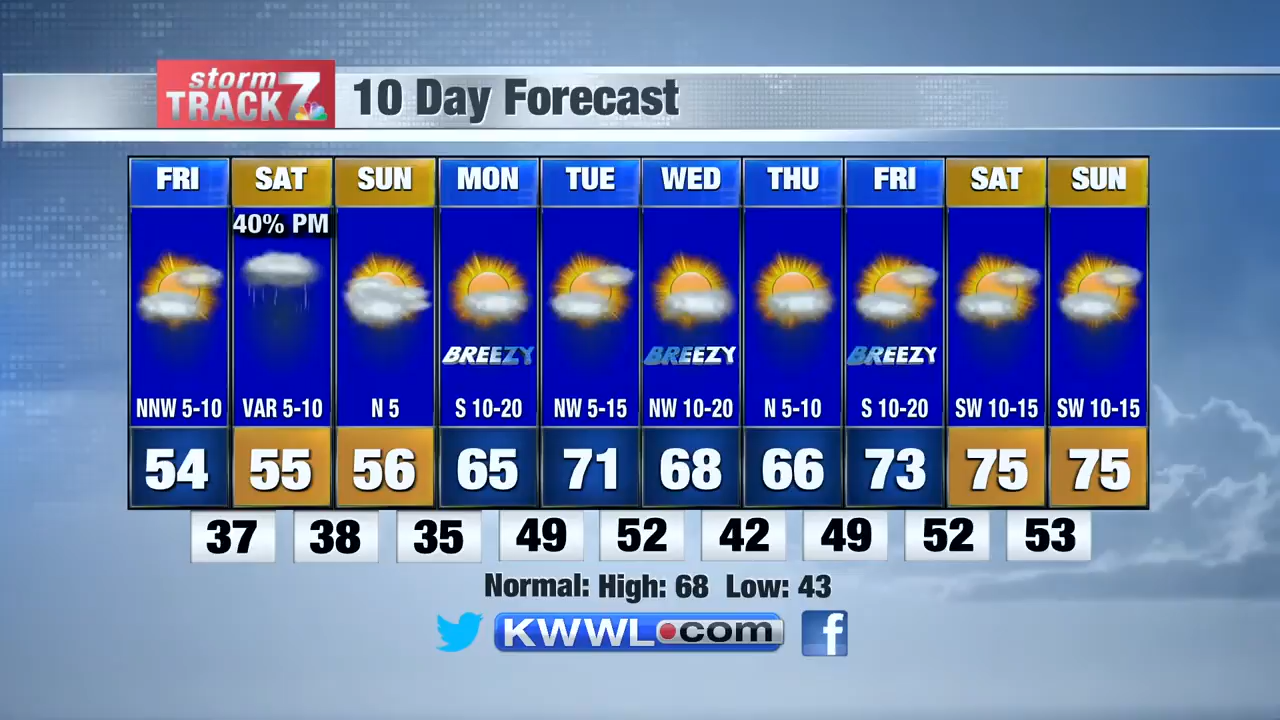 storm
TRACK 7
10 Day Forecast
FRI SAT SUN MON TUE WED THU FRI SAT SUN
40% PM
BREEZY BREEZY BREEZY
NNW 5-10 VAR 5-10 N 5 S 10-20 NW 5-15 NW 10-20 N 5-10 S 10-20 SW 10-15 SW 10-15
54 55 56 65 71 68 66 73 75 75
37 38 35 49 52 42 49 52 53
Normal: High: 68 Low: 43
KWWL.com f